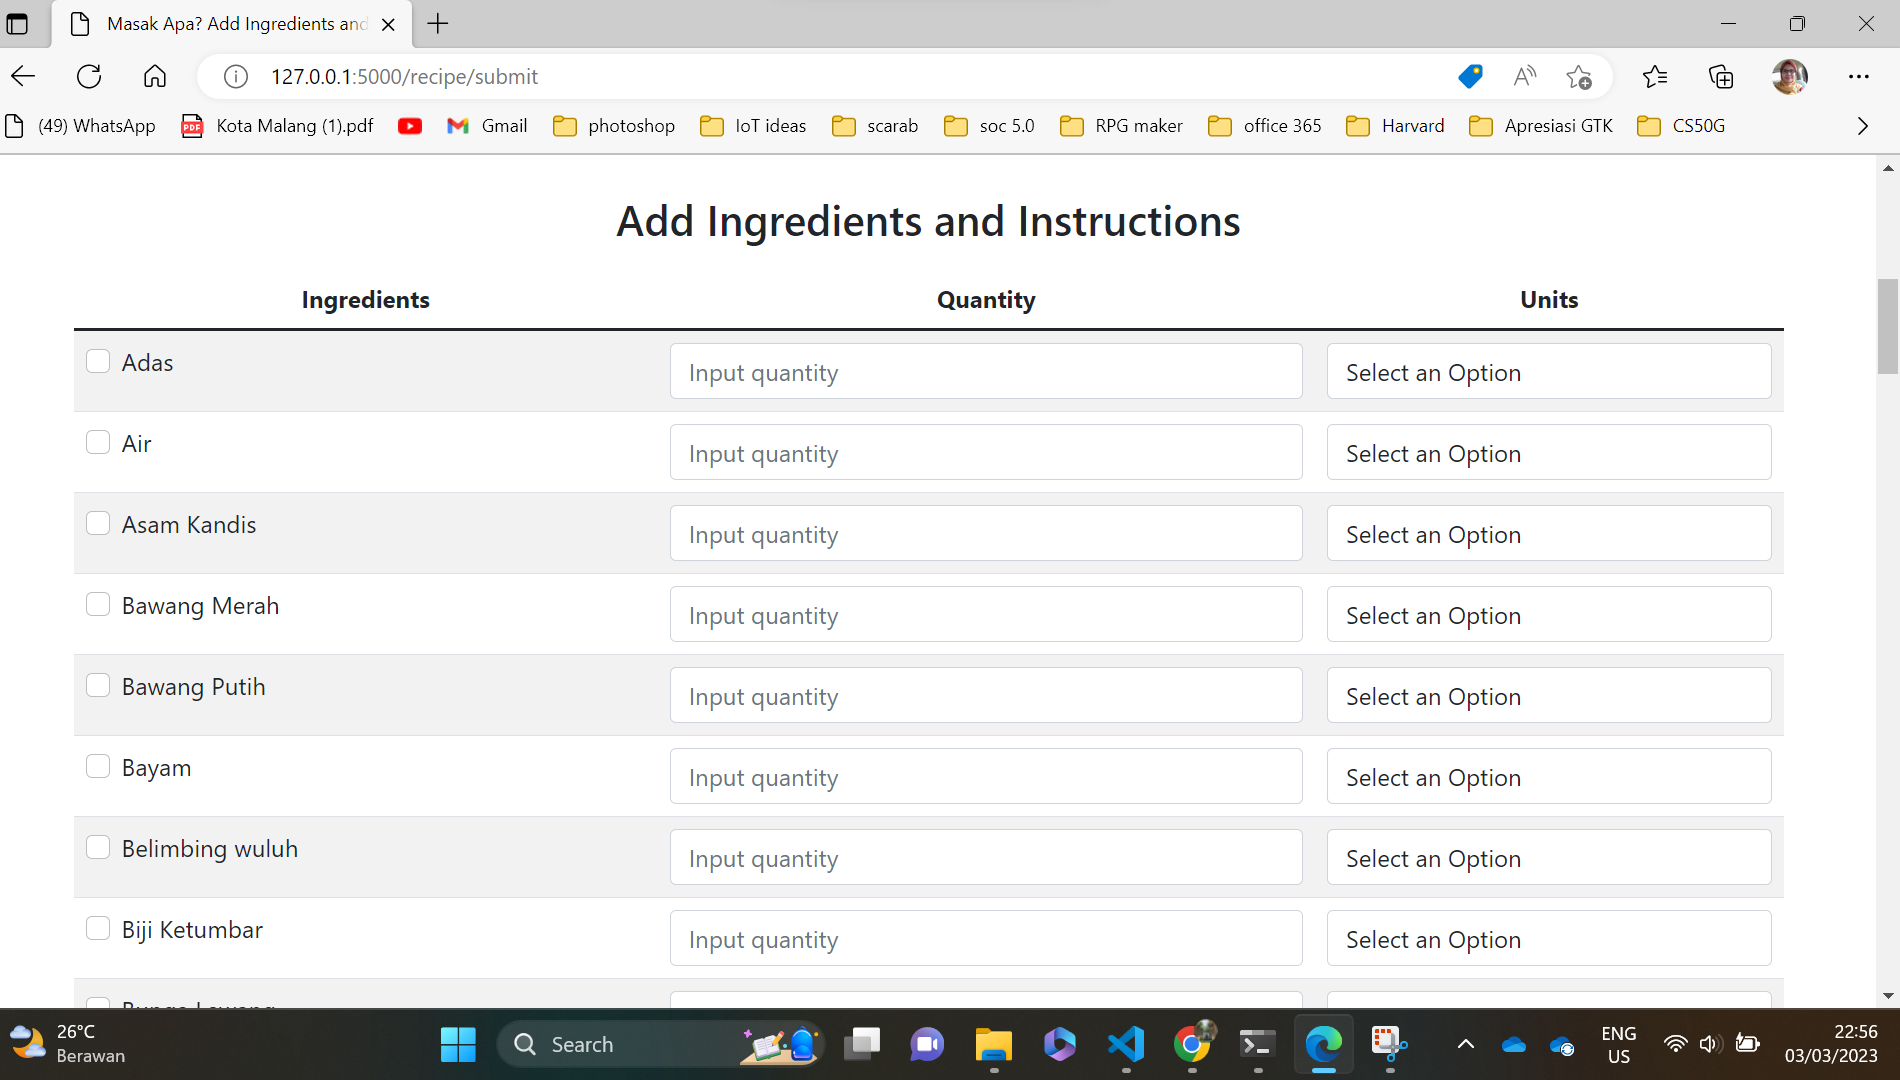 Masak Apa? Add Ingredients and
127.0.0.1:5000/recipe/submit
(49) WhatsApp
PDF
Kota Malang (1).pdf
Gmail
photoshop
IoT ideas
scarab
soc 5.0
RPG maker
office 365
Harvard
Apresiasi GTK
CS50G
Add Ingredients and Instructions
Ingredients Quantity Units
Adas Input quantity Select an Option
Air Input quantity Select an Option
Asam Kandis Input quantity Select an Option
Bawang Merah Input quantity Select an Option
Bawang Putih Input quantity Select an Option
Bayam Input quantity Select an Option
Belimbing wuluh Input quantity Select an Option
Biji Ketumbar Input quantity Select an Option
26°C
Berawan
Search
ENG
US
22:56
03/03/2023